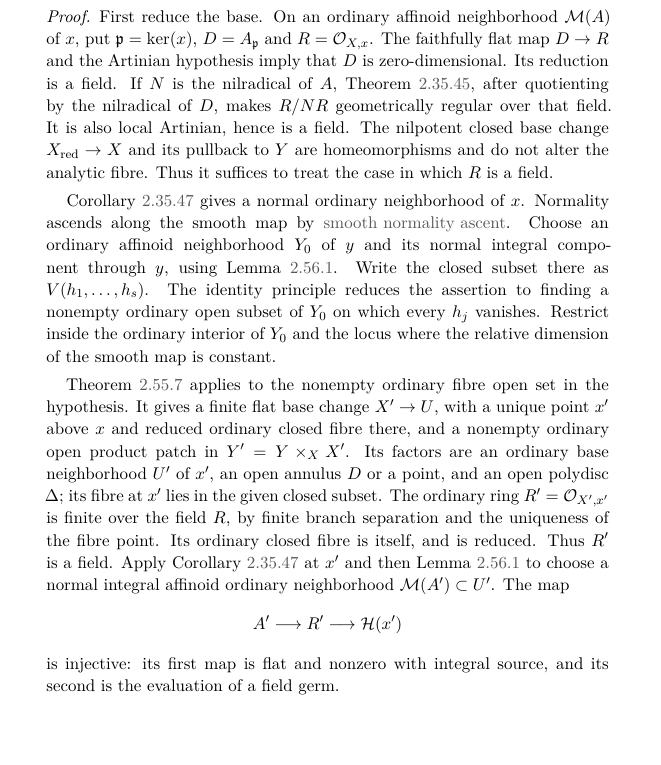 Proof. First reduce the base. On an ordinary affinoid neighborhood ℳ(A)
of x, put 𝔭 = ker(x), D = A_𝔭 and R = 𝒪_{X,x}. The faithfully flat map D → R
and the Artinian hypothesis imply that D is zero-dimensional. Its reduction
is a field. If N is the nilradical of A, Theorem 2.35.45, after quotienting
by the nilradical of D, makes R/NR geometrically regular over that field.
It is also local Artinian, hence is a field. The nilpotent closed base change
X_red → X and its pullback to Y are homeomorphisms and do not alter the
analytic fibre. Thus it suffices to treat the case in which R is a field.
Corollary 2.35.47 gives a normal ordinary neighborhood of x. Normality
ascends along the smooth map by smooth normality ascent. Choose an
ordinary affinoid neighborhood Y₀ of y and its normal integral compo-
nent through y, using Lemma 2.56.1. Write the closed subset there as
V(h₁, . . . , h_s). The identity principle reduces the assertion to finding a
nonempty ordinary open subset of Y₀ on which every h_j vanishes. Restrict
inside the ordinary interior of Y₀ and the locus where the relative dimension
of the smooth map is constant.
Theorem 2.55.7 applies to the nonempty ordinary fibre open set in the
hypothesis. It gives a finite flat base change X′ → U, with a unique point x′
above x and reduced ordinary closed fibre there, and a nonempty ordinary
open product patch in Y′ = Y ×_X X′. Its factors are an ordinary base
neighborhood U′ of x′, an open annulus D or a point, and an open polydisc
Δ; its fibre at x′ lies in the given closed subset. The ordinary ring R′ = 𝒪_{X′,x′}
is finite over the field R, by finite branch separation and the uniqueness of
the fibre point. Its ordinary closed fibre is itself, and is reduced. Thus R′
is a field. Apply Corollary 2.35.47 at x′ and then Lemma 2.56.1 to choose a
normal integral affinoid ordinary neighborhood ℳ(A′) ⊂ U′. The map
A′ ⟶ R′ ⟶ ℋ(x′)
is injective: its first map is flat and nonzero with integral source, and its
second is the evaluation of a field germ.